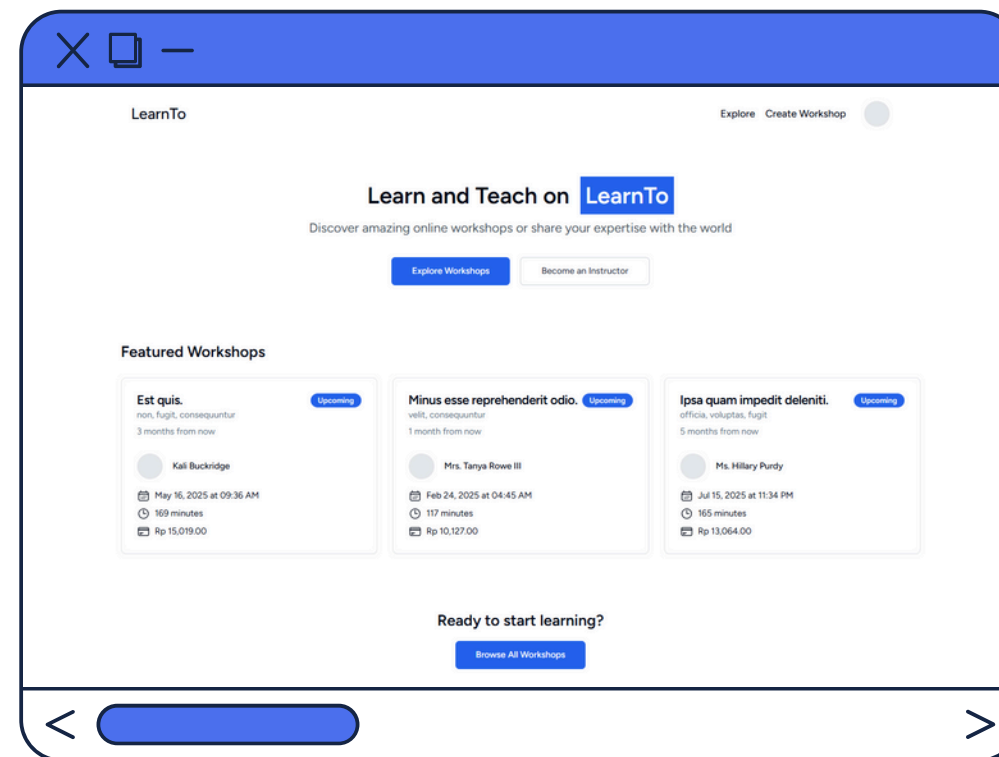 LearnTo
Explore Create Workshop
Learn and Teach on LearnTo
Discover amazing online workshops or share your expertise with the world
Explore Workshops
Become an Instructor
Featured Workshops
Est quis.
Upcoming
non, fugit, consequuntur
3 months from now
Kali Buckridge
May 16, 2025 at 09:36 AM
169 minutes
Rp 15,019.00
Minus esse reprehenderit odio.
Upcoming
velit, consequuntur
1 month from now
Mrs. Tanya Rowe III
Feb 24, 2025 at 04:45 AM
117 minutes
Rp 10,127.00
Ipsa quam impedit deleniti.
Upcoming
officia, voluptas, fugit
5 months from now
Ms. Hillary Purdy
Jul 15, 2025 at 11:34 PM
165 minutes
Rp 13,064.00
Ready to start learning?
Browse All Workshops